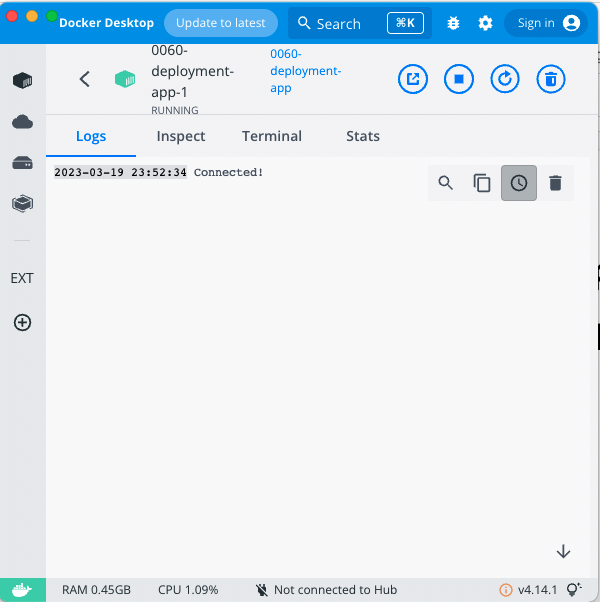 Docker Desktop
Update to latest
Search
⌘K
Sign in
0060-
deployment-
app-1
RUNNING
0060-
deployment-
app
Logs
Inspect
Terminal
Stats
2023-03-19 23:52:34 Connected!
EXT
RAM 0.45GB
CPU 1.09%
Not connected to Hub
v4.14.1